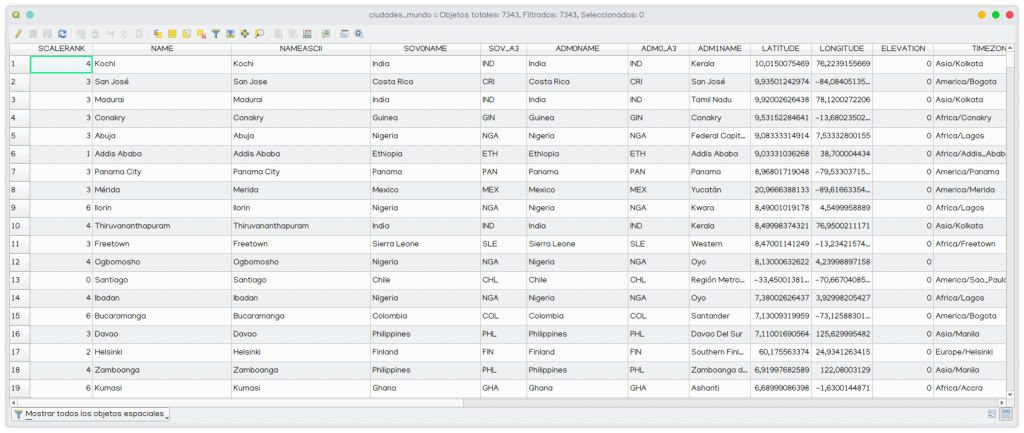 ciudades_mundo :: Objetos totales: 7343, Filtrados: 7343, Seleccionados: 0
SCALERANK NAME NAMEASCII SOV0NAME SOV_A3 ADM0NAME ADM0_A3 ADM1NAME LATITUDE LONGITUDE ELEVATION TIMEZON
1 4 Kochi Kochi India IND India IND Kerala 10,0150075469 76,2239155669 0 Asia/Kolkata
2 3 San José San Jose Costa Rica CRI Costa Rica CRI San José 9,93501242974 -84,08405135... 0 America/Bogota
3 3 Madurai Madurai India IND India IND Tamil Nadu 9,92002626438 78,1200272206 0 Asia/Kolkata
4 3 Conakry Conakry Guinea GIN Guinea GIN Conakry 9,53152284641 -13,68023502... 0 Africa/Conakry
5 3 Abuja Abuja Nigeria NGA Nigeria NGA Federal Capit... 9,08333314914 7,53332800155 0 Africa/Lagos
6 1 Addis Ababa Addis Ababa Ethiopia ETH Ethiopia ETH Addis Ababa 9,03331036268 38,700004434 0 Africa/Addis_Abab
7 3 Panama City Panama City Panama PAN Panama PAN Panama 8,96801719048 -79,53303715... 0 America/Panama
8 3 Mérida Merida Mexico MEX Mexico MEX Yucatán 20,9666388133 -89,61663354... 0 America/Merida
9 6 Ilorin Ilorin Nigeria NGA Nigeria NGA Kwara 8,49001019178 4,5499958889 0 Africa/Lagos
10 4 Thiruvananthapuram Thiruvananthapuram India IND India IND Kerala 8,49998374321 76,9500211171 0 Asia/Kolkata
11 3 Freetown Freetown Sierra Leone SLE Sierra Leone SLE Western 8,47001141249 -13,23421574... 0 Africa/Freetown
12 4 Ogbomosho Ogbomosho Nigeria NGA Nigeria NGA Oyo 8,13000632622 4,23998897158 0
13 0 Santiago Santiago Chile CHL Chile CHL Región Metro... -33,45001381... -70,66704085... 0 America/Sao_Paulo
14 4 Ibadan Ibadan Nigeria NGA Nigeria NGA Oyo 7,38002626437 3,92998205427 0 Africa/Lagos
15 6 Bucaramanga Bucaramanga Colombia COL Colombia COL Santander 7,13009319959 -73,12588301... 0 America/Bogota
16 3 Davao Davao Philippines PHL Philippines PHL Davao Del Sur 7,11001690564 125,629995482 0 Asia/Manila
17 2 Helsinki Helsinki Finland FIN Finland FIN Southern Finl... 60,175563374 24,9341263415 0 Europe/Helsinki
18 4 Zamboanga Zamboanga Philippines PHL Philippines PHL Zamboanga d... 6,91997682589 122,08003129 0 Asia/Manila
19 6 Kumasi Kumasi Ghana GHA Ghana GHA Ashanti 6,68999086398 -1,6300144871 0 Africa/Accra
Mostrar todos los objetos espaciales